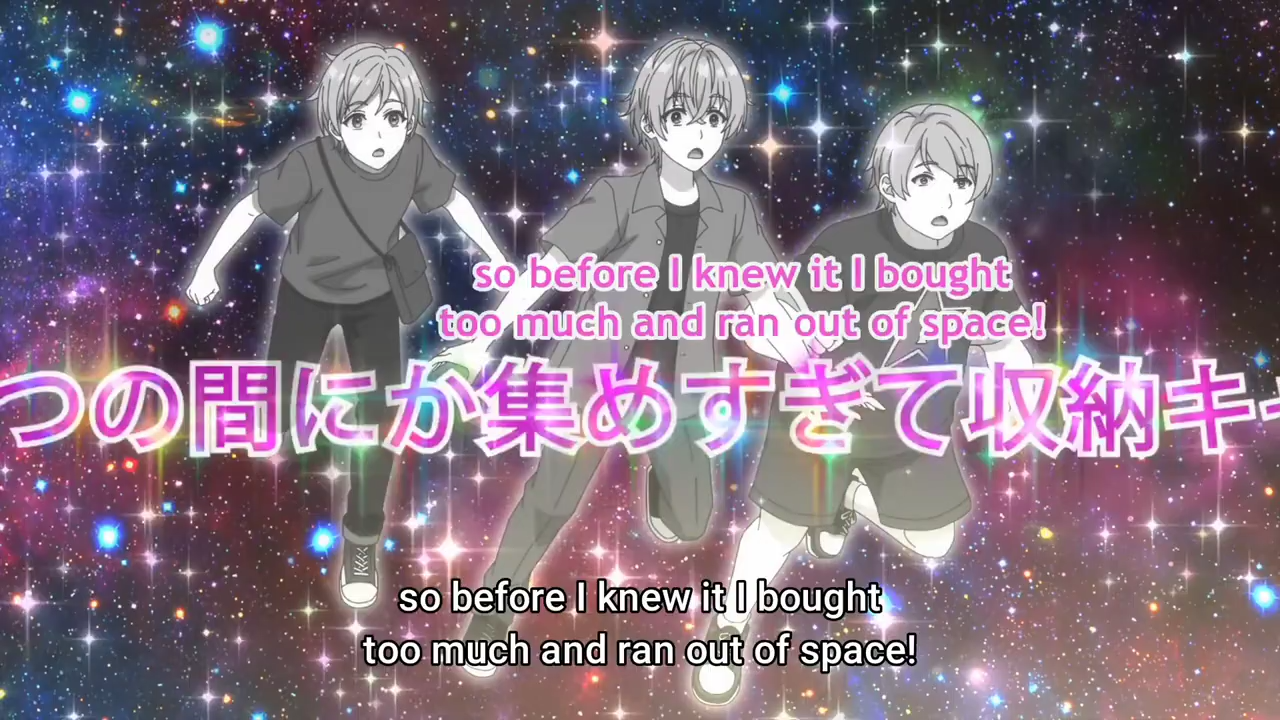 so before I knew it I bought
too much and ran out of space!
つの間にか集めすぎて収納キ
so before I knew it I bought
too much and ran out of space!